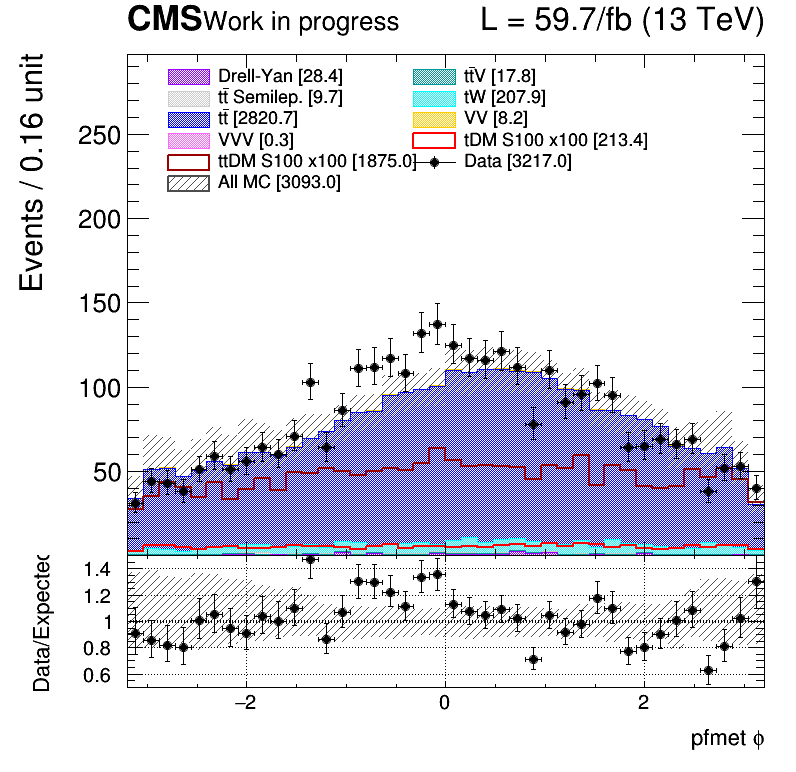 CMS Work in progress L = 59.7/fb (13 TeV)
Events / 0.16 unit
Drell-Yan [28.4] tt̄V [17.8]
tt̄ Semilep. [9.7] tW [207.9]
tt̄ [2820.7] VV [8.2]
VVV [0.3] tDM S100 x100 [213.4]
ttDM S100 x100 [1875.0] Data [3217.0]
All MC [3093.0]
250
200
150
100
50
Data/Expected
1.4
1.2
1
0.8
0.6
−2 0 2
pfmet ϕ